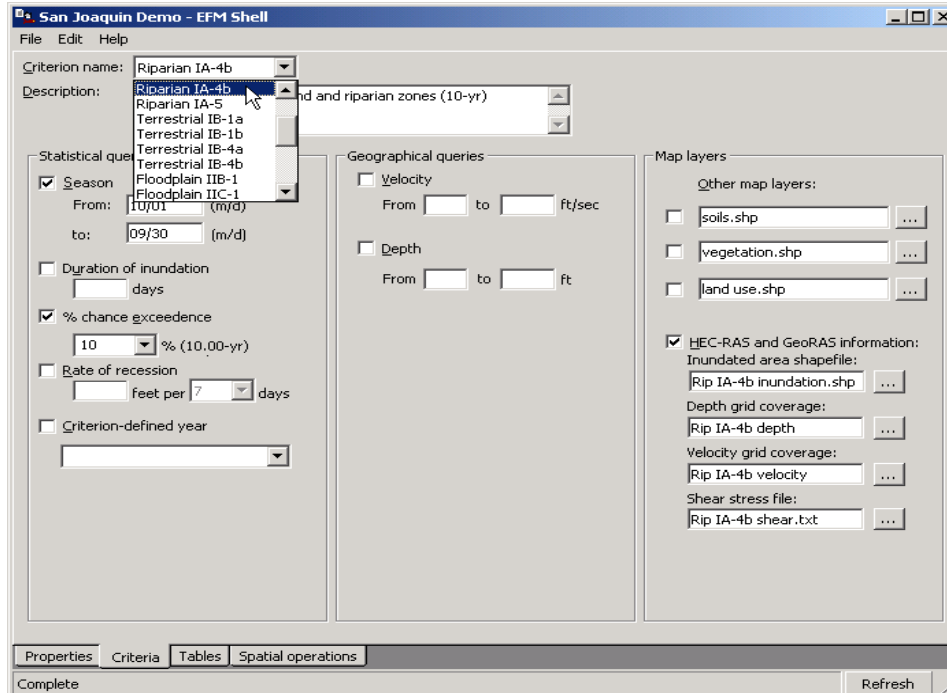 San Joaquin Demo - EFM Shell
File Edit Help
Criterion name: Riparian IA-4b
Description: nd and riparian zones (10-yr)
Riparian IA-4b
Riparian IA-5
Terrestrial IB-1a
Terrestrial IB-1b
Terrestrial IB-4a
Terrestrial IB-4b
Floodplain IIB-1
Floodplain IIC-1
Statistical que
Season
From: 10/01 (m/d)
to: 09/30 (m/d)
Duration of inundation
days
% chance exceedence
10 % (10.00-yr)
Rate of recession
feet per 7 days
Criterion-defined year
Geographical queries
Velocity
From to ft/sec
Depth
From to ft
Map layers
Other map layers:
soils.shp ...
vegetation.shp ...
land use.shp ...
HEC-RAS and GeoRAS information:
Inundated area shapefile:
Rip IA-4b inundation.shp ...
Depth grid coverage:
Rip IA-4b depth ...
Velocity grid coverage:
Rip IA-4b velocity ...
Shear stress file:
Rip IA-4b shear.txt ...
Properties Criteria Tables Spatial operations
Complete Refresh